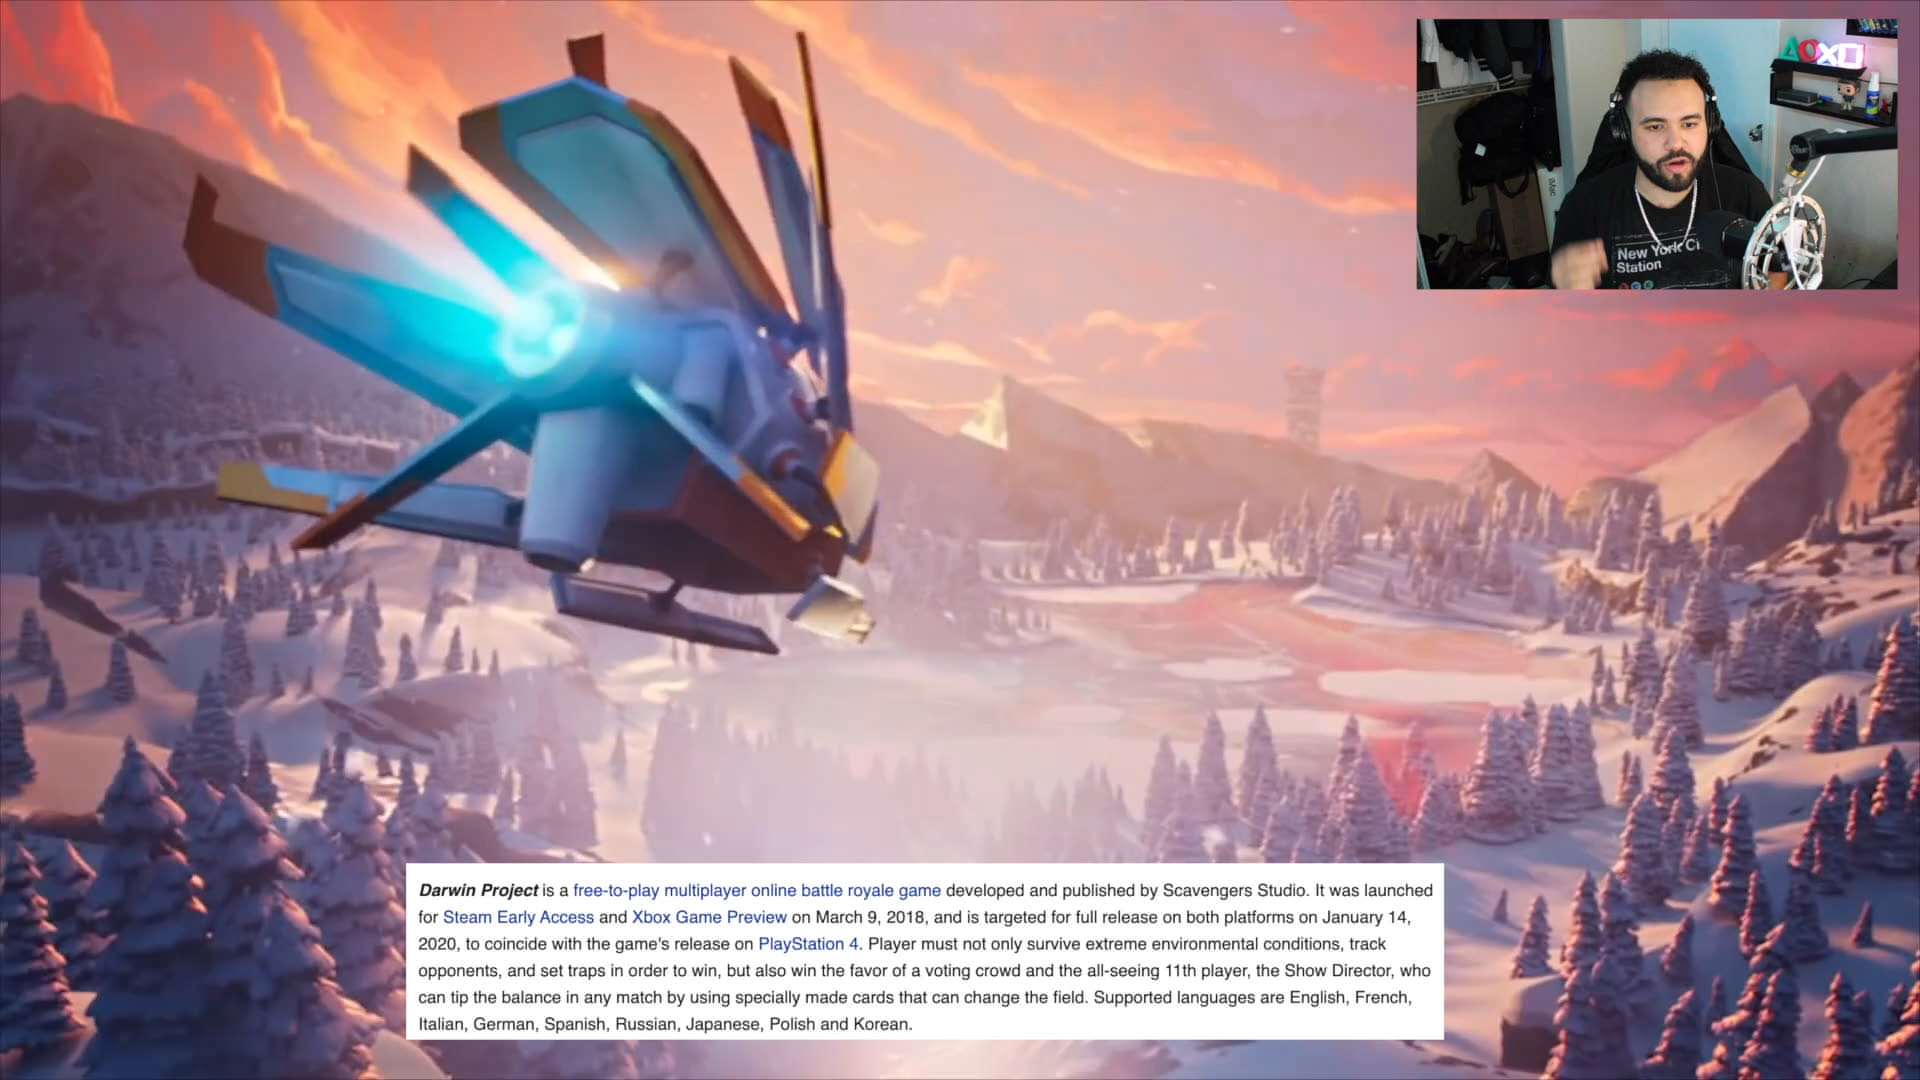 New York Ci
Station
Darwin Project is a free-to-play multiplayer online battle royale game developed and published by Scavengers Studio. It was launched
for Steam Early Access and Xbox Game Preview on March 9, 2018, and is targeted for full release on both platforms on January 14,
2020, to coincide with the game's release on PlayStation 4. Player must not only survive extreme environmental conditions, track
opponents, and set traps in order to win, but also win the favor of a voting crowd and the all-seeing 11th player, the Show Director, who
can tip the balance in any match by using specially made cards that can change the field. Supported languages are English, French,
Italian, German, Spanish, Russian, Japanese, Polish and Korean.